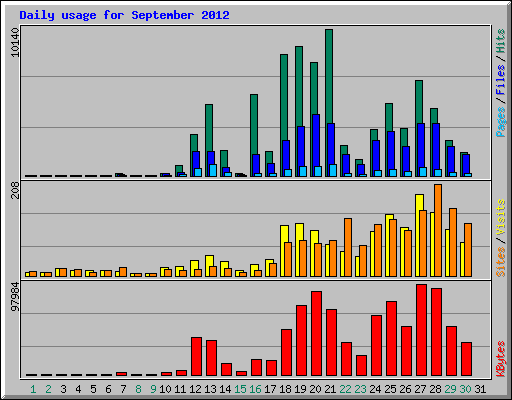 Daily usage for September 2012
10140
Pages / Files / Hits
208
Sites / Visits
97984
KBytes
1 2 3 4 5 6 7 8 9 10 11 12 13 14 15 16 17 18 19 20 21 22 23 24 25 26 27 28 29 30 31